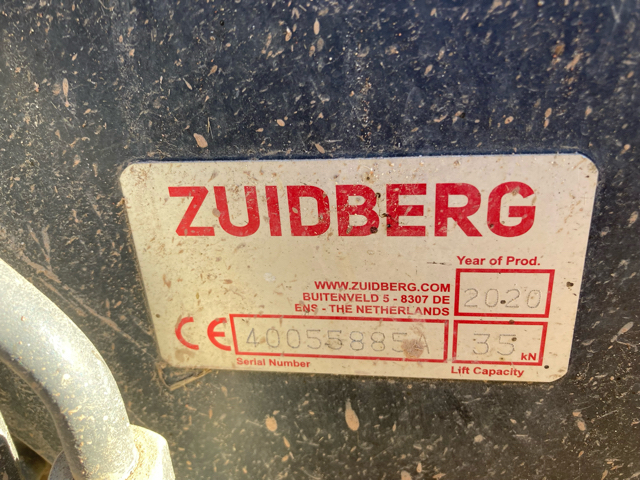 ZUIDBERG
Year of Prod.
WWW.ZUIDBERG.COM
BUITENVELD 5 - 8307 DE
ENS - THE NETHERLANDS
2020
CE 40055885A 35 kN
Serial Number
Lift Capacity